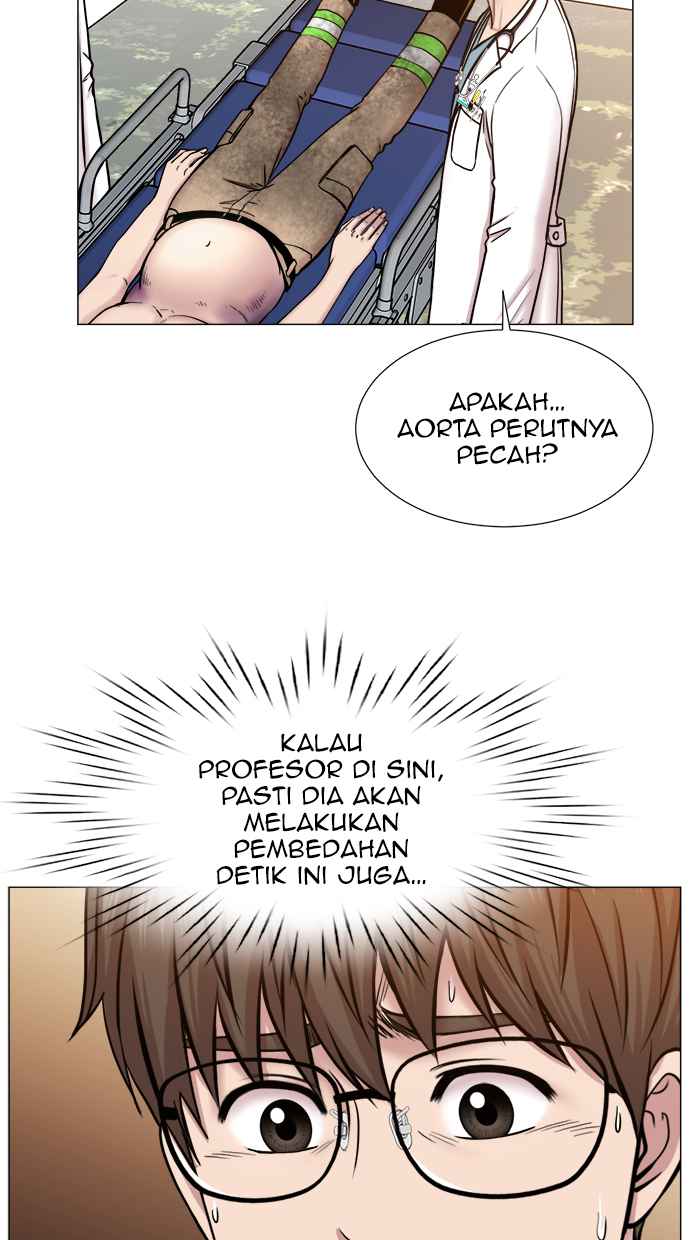 APAKAH...
AORTA PERUTNYA
PECAH?
KALAU
PROFESOR DI SINI,
PASTI DIA AKAN
MELAKUKAN
PEMBEDAHAN
DETIK INI JUGA...